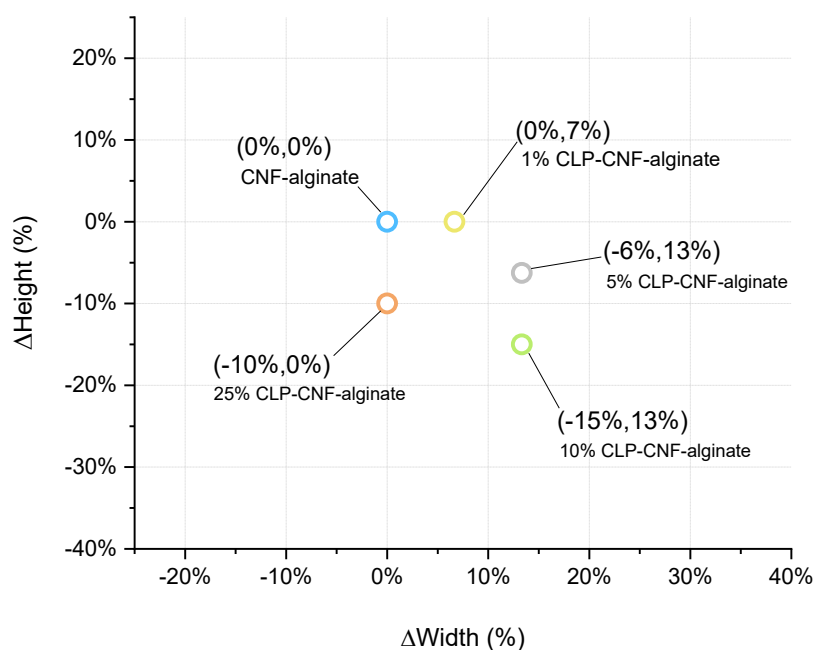 20%
10%
0%
-10%
-20%
-30%
-40%
ΔHeight (%)
(0%,0%)
CNF-alginate
(0%,7%)
1% CLP-CNF-alginate
(-6%,13%)
5% CLP-CNF-alginate
(-10%,0%)
25% CLP-CNF-alginate
(-15%,13%)
10% CLP-CNF-alginate
-20%
-10%
0%
10%
20%
30%
40%
ΔWidth (%)